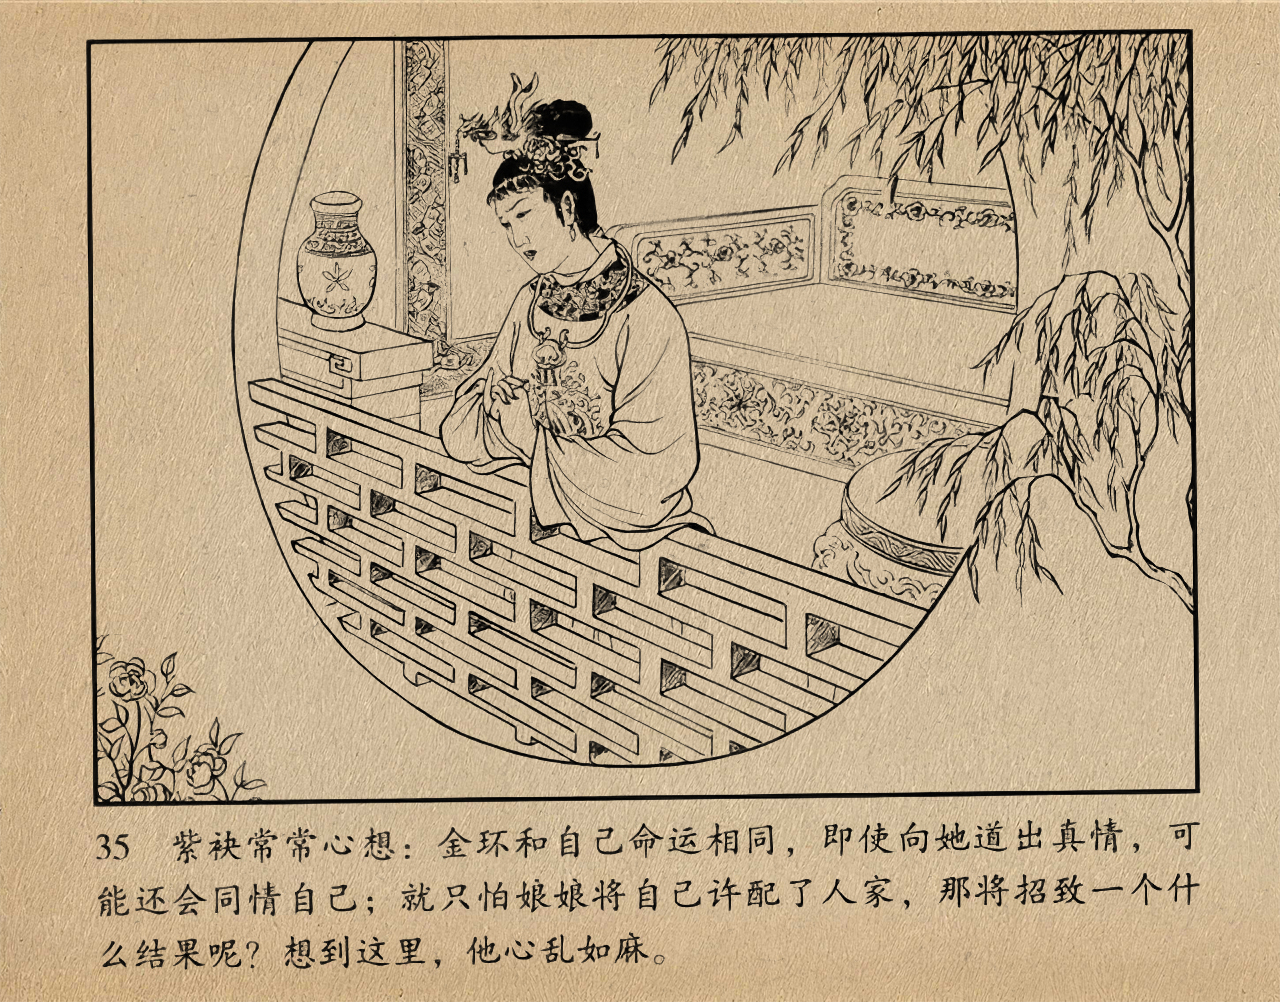 35 紫袂常常心想：金环和自己命运相同，即使向她道出真情，可
能还会同情自己；就只怕娘娘将自己许配了人家，那将招致一个什
么结果呢？想到这里，他心乱如麻。